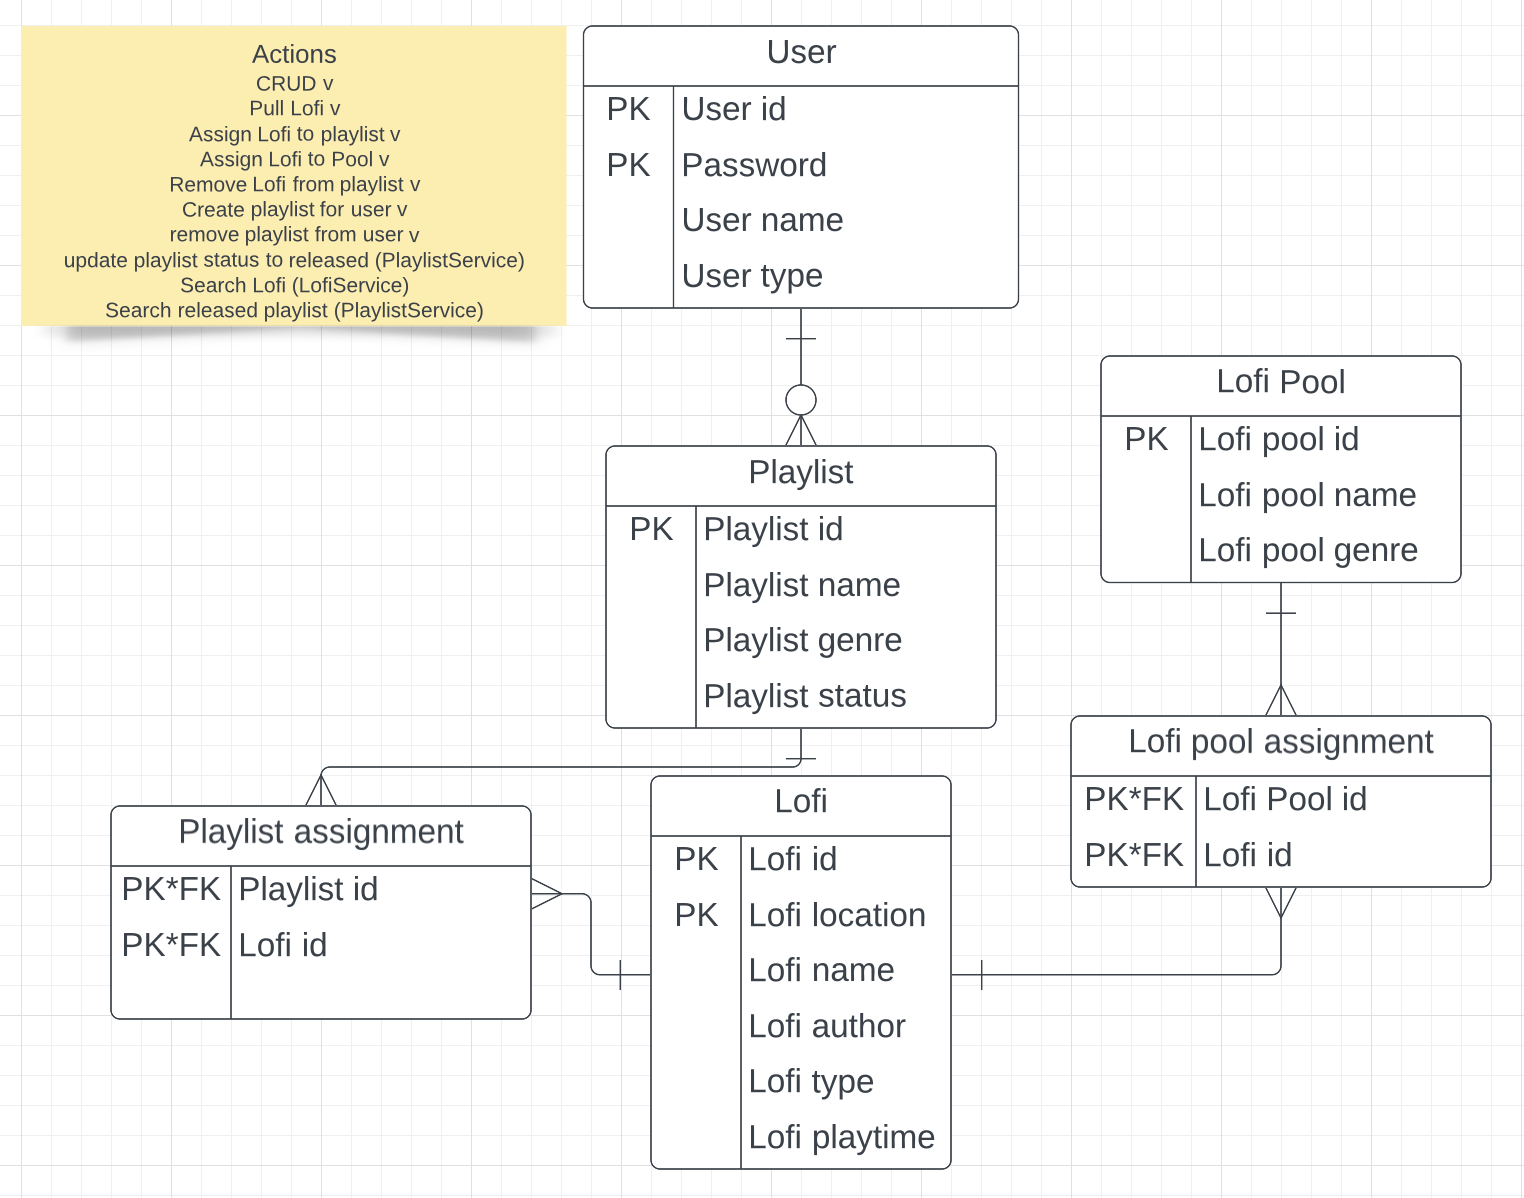 Actions
CRUD v
Pull Lofi v
Assign Lofi to playlist v
Assign Lofi to Pool v
Remove Lofi from playlist v
Create playlist for user v
remove playlist from user v
update playlist status to released (PlaylistService)
Search Lofi (LofiService)
Search released playlist (PlaylistService)
User
PK User id
PK Password
User name
User type
Lofi Pool
PK Lofi pool id
Lofi pool name
Lofi pool genre
Playlist
PK Playlist id
Playlist name
Playlist genre
Playlist status
Lofi pool assignment
PK*FK Lofi Pool id
PK*FK Lofi id
Playlist assignment
PK*FK Playlist id
PK*FK Lofi id
Lofi
PK Lofi id
PK Lofi location
Lofi name
Lofi author
Lofi type
Lofi playtime